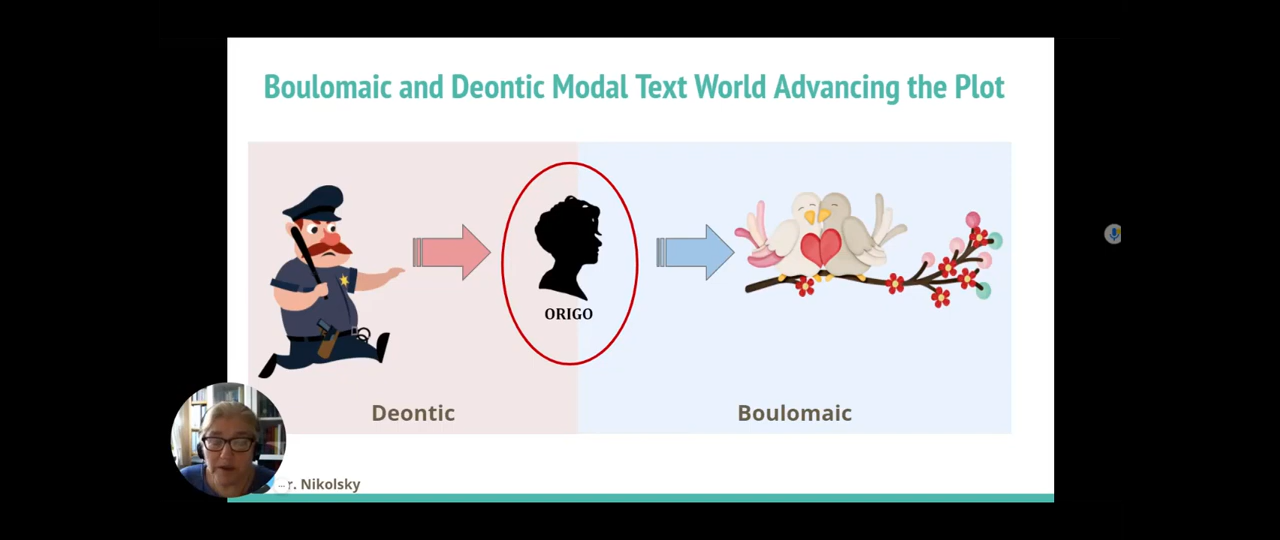 Boulomaic and Deontic Modal Text World Advancing the Plot
ORIGO
Deontic
Boulomaic
r. Nikolsky